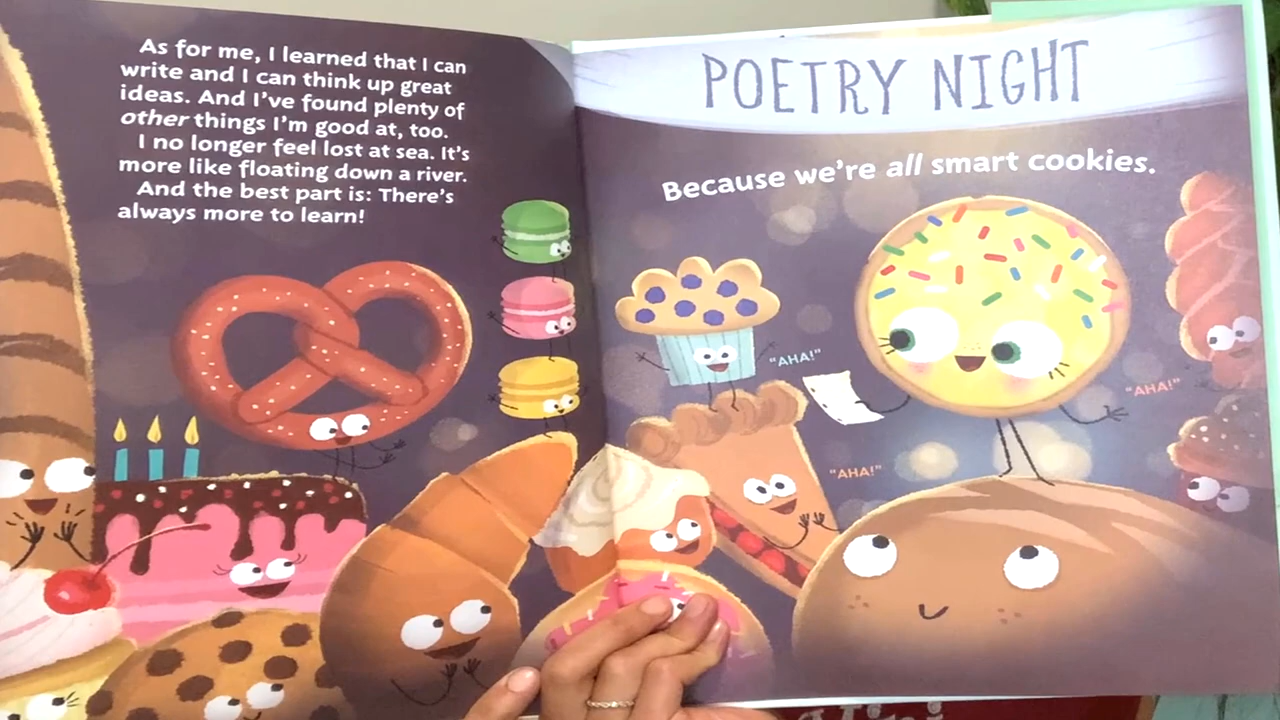 As for me, I learned that I can
write and I can think up great
ideas. And I've found plenty of
other things I'm good at, too.
I no longer feel lost at sea. It's
more like floating down a river.
And the best part is: There's
always more to learn!
POETRY NIGHT
Because we're all smart cookies.
"AHA!"
"AHA!"
"AHA!"